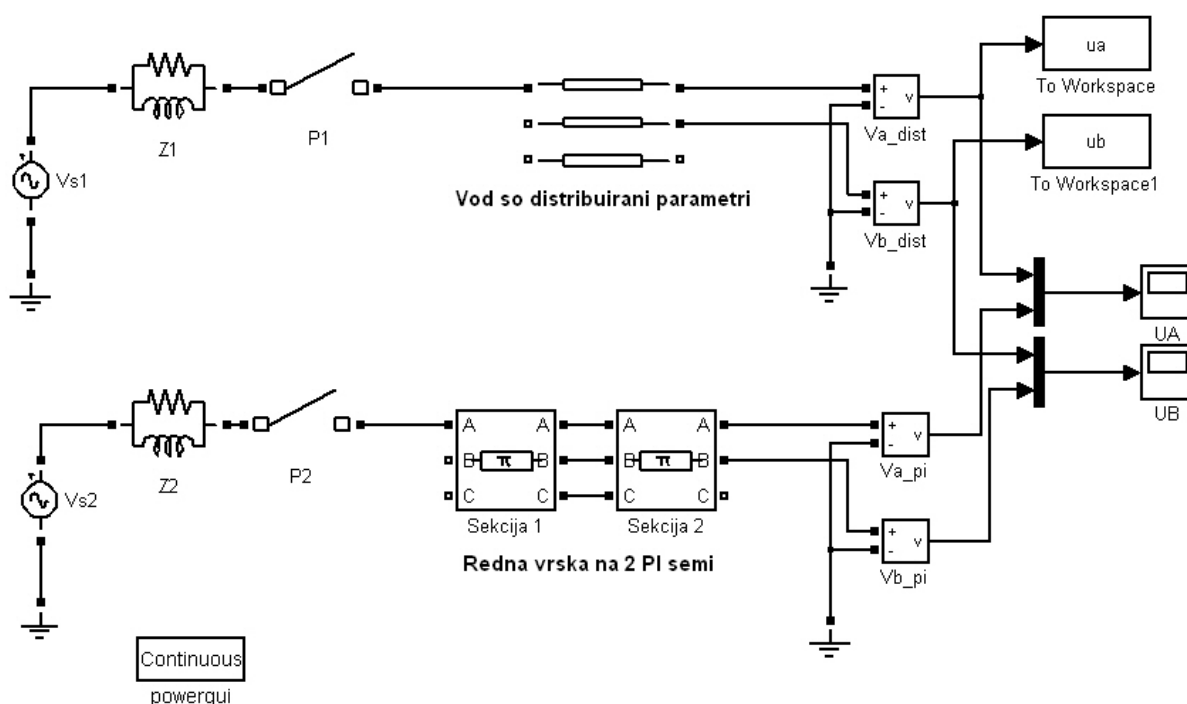 ua
To Workspace
Z1
P1
+
-
v
Va_dist
ub
To Workspace1
Vs1
Vod so distribuirani parametri
+
-
v
Vb_dist
UA
UB
Z2
P2
A
B
C
A
B
C
π
Sekcija 1
A
B
C
A
B
C
π
Sekcija 2
+
-
v
Va_pi
Vs2
Redna vrska na 2 PI semi
+
-
v
Vb_pi
Continuous
powergui